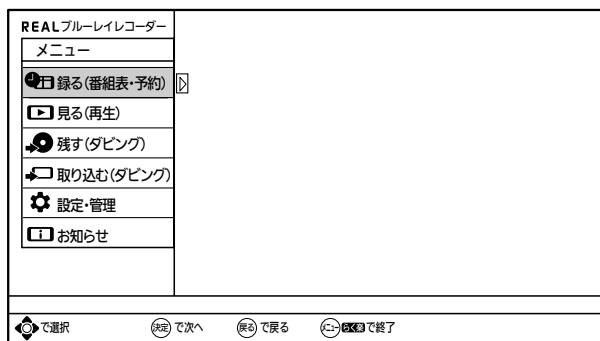 REALブルーレイレコーダー
メニュー
録る(番組表・予約)
見る(再生)
残す(ダビング)
取り込む(ダビング)
設定・管理
お知らせ
で選択 決定 で次へ 戻る で戻る メニュー らく楽 で終了